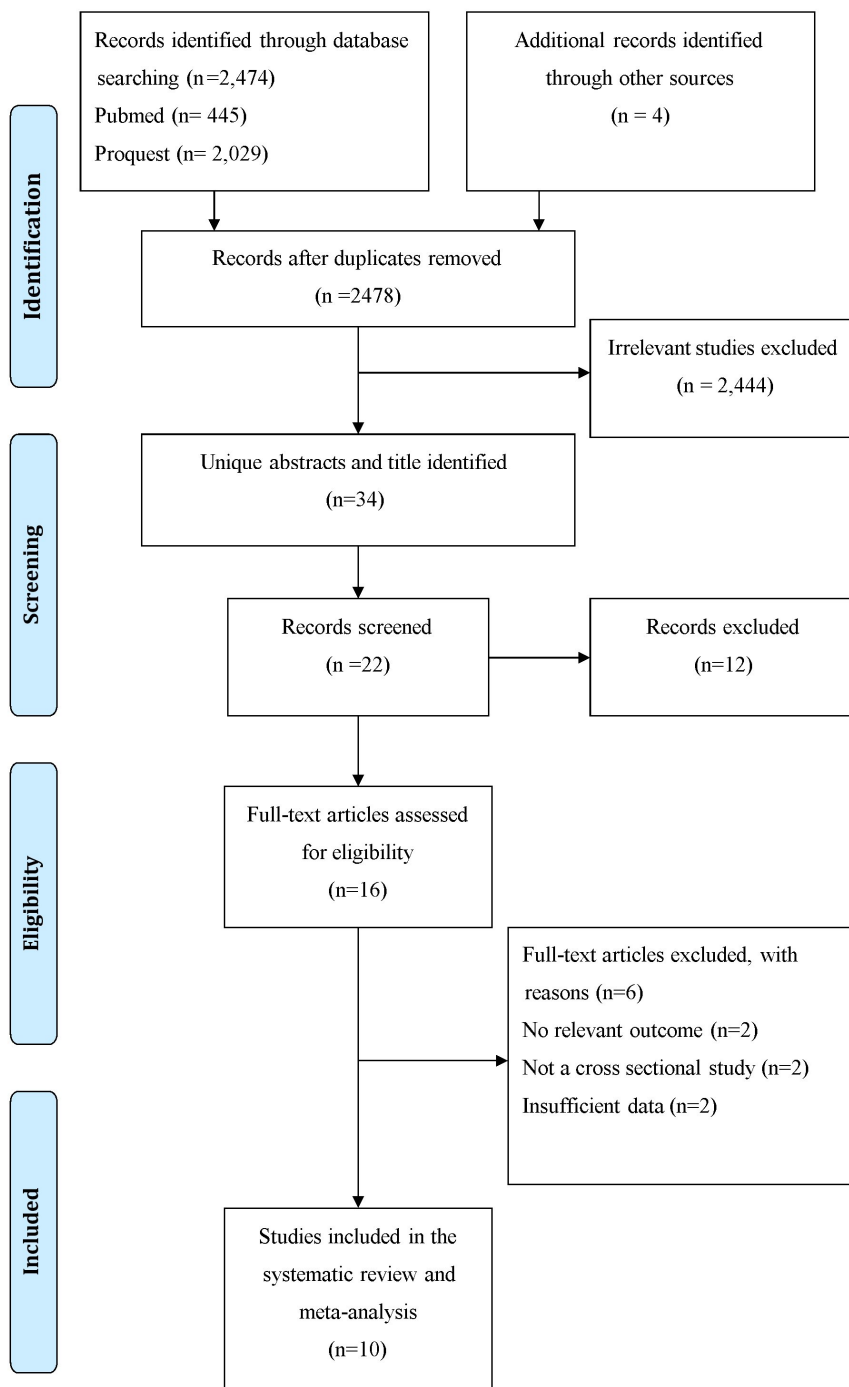 Records identified through database
searching (n=2,474)
Pubmed (n= 445)
Proquest (n= 2,029)
Additional records identified
through other sources
(n = 4)
Identification
Records after duplicates removed
(n =2478)
Irrelevant studies excluded
(n = 2,444)
Screening
Unique abstracts and title identified
(n=34)
Records screened
(n =22)
Records excluded
(n=12)
Eligibility
Full-text articles assessed
for eligibility
(n=16)
Full-text articles excluded, with
reasons (n=6)
No relevant outcome (n=2)
Not a cross sectional study (n=2)
Insufficient data (n=2)
Included
Studies included in the
systematic review and
meta-analysis
(n=10)